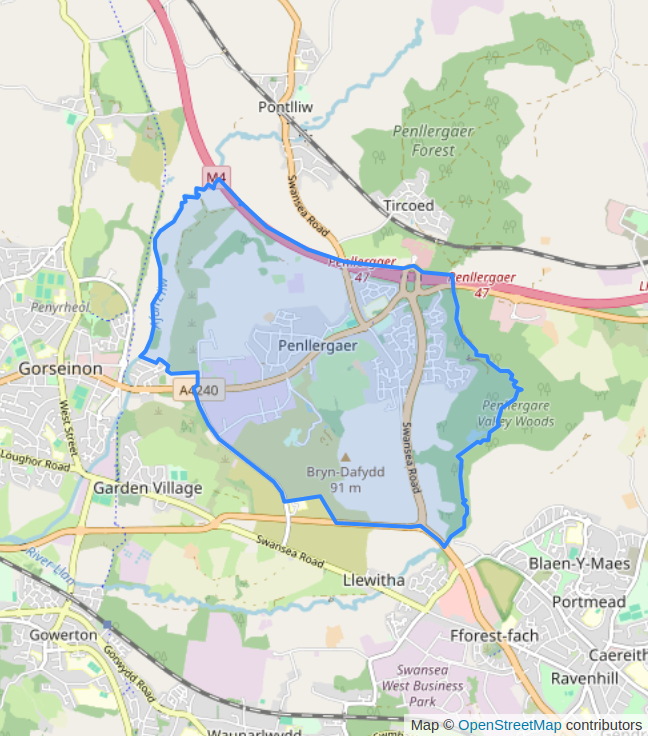 Pontlliw
Penllergaer
Forest
M4
Swansea Road
Tircoed
Penllergaer
47
Penllergaer
47
Afon Lliw
Penyrheol
Penllergaer
Gorseinon
A4240
West Street
Penllergare
Valley Woods
Swansea Road
Loughor Road
Bryn-Dafydd
91 m
Garden Village
Swansea Road
River Llan
Llewitha
Blaen-Y-Maes
Portmead
Gowerton
Fforest-fach
Gorwydd Road
Swansea
West Business
Park
Ravenhill
Map © OpenStreetMap contributors